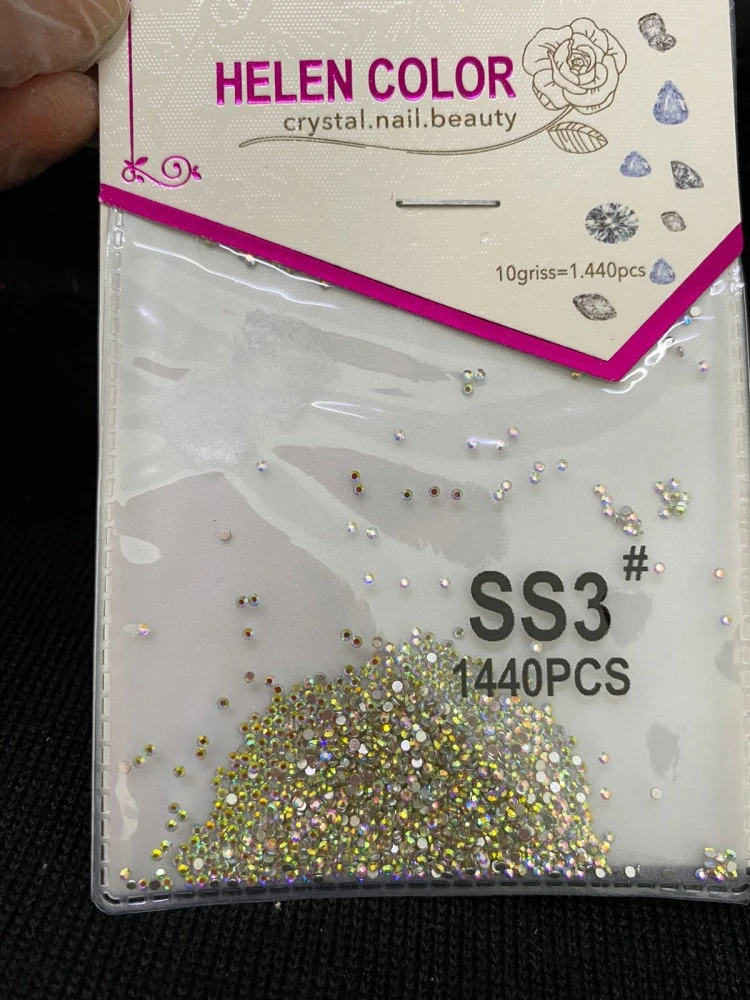 HELEN COLOR
crystal.nail.beauty
10griss=1.440pcs
SS3#
1440PCS